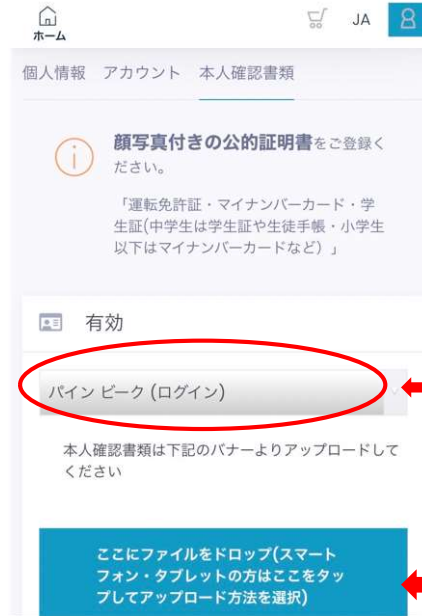 ホーム
JA
個人情報 アカウント 本人確認書類
顔写真付きの公的証明書をご登録く
ださい。
「運転免許証・マイナンバーカード・学
生証(中学生は学生証や生徒手帳・小学生
以下はマイナンバーカードなど）」
有効
パイン ビーク (ログイン)
本人確認書類は下記のバナーよりアップロードして
ください
ここにファイルをドロップ(スマート
フォン・タブレットの方はここをタッ
プしてアップロード方法を選択)